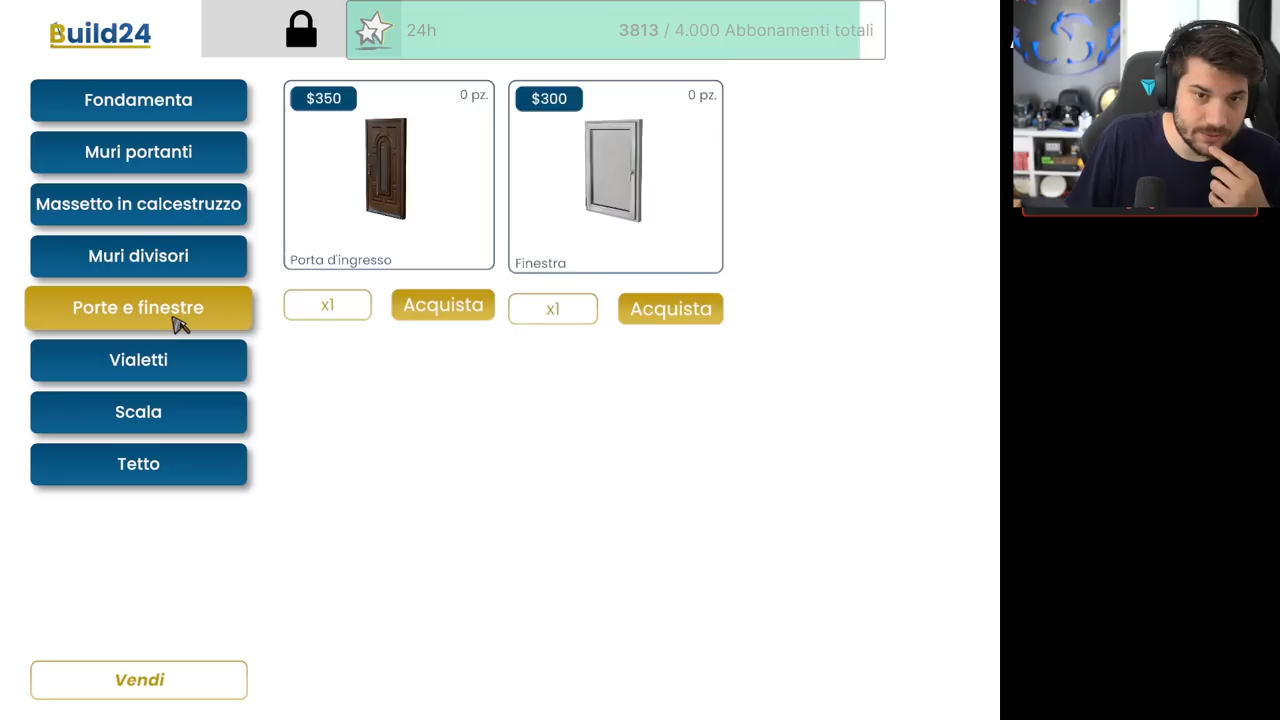 Build24
24h
3813 / 4.000 Abbonamenti totali
Fondamenta
Muri portanti
Massetto in calcestruzzo
Muri divisori
Porte e finestre
Vialetti
Scala
Tetto
Vendi
$350
0 pz.
Porta d'ingresso
x1
Acquista
$300
0 pz.
Finestra
x1
Acquista